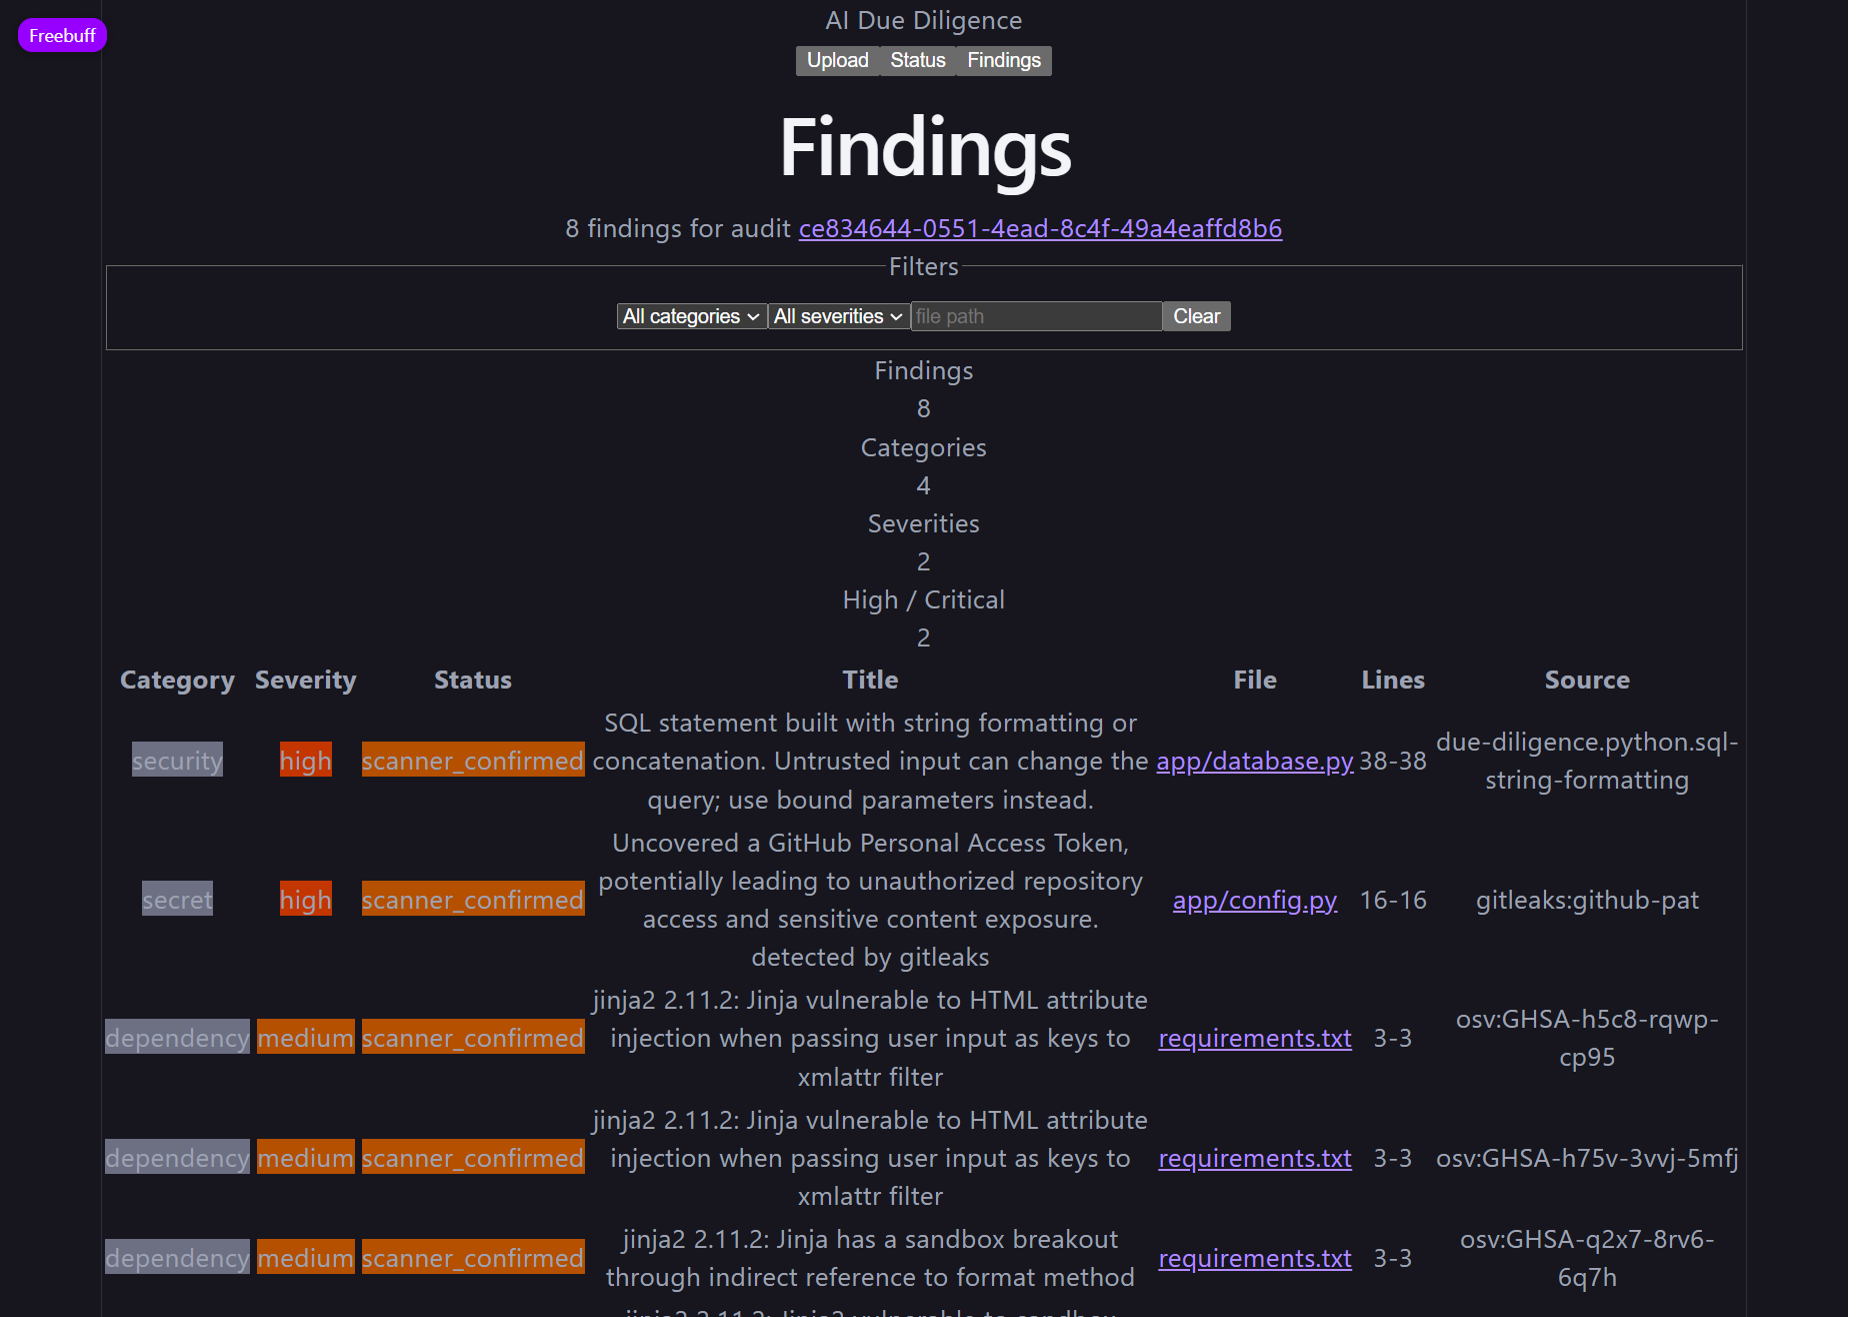 Freebuff
AI Due Diligence
Upload Status Findings
Findings
8 findings for audit ce834644-0551-4ead-8c4f-49a4eaffd8b6
Filters
All categories All severities file path Clear
Findings
8
Categories
4
Severities
2
High / Critical
2
Category Severity Status Title File Lines Source
security high scanner_confirmed SQL statement built with string formatting or
concatenation. Untrusted input can change the
query; use bound parameters instead. app/database.py 38-38 due-diligence.python.sql-
string-formatting
secret high scanner_confirmed Uncovered a GitHub Personal Access Token,
potentially leading to unauthorized repository
access and sensitive content exposure.
detected by gitleaks app/config.py 16-16 gitleaks:github-pat
dependency medium scanner_confirmed jinja2 2.11.2: Jinja vulnerable to HTML attribute
injection when passing user input as keys to
xmlattr filter requirements.txt 3-3 osv:GHSA-h5c8-rqwp-
cp95
dependency medium scanner_confirmed jinja2 2.11.2: Jinja vulnerable to HTML attribute
injection when passing user input as keys to
xmlattr filter requirements.txt 3-3 osv:GHSA-h75v-3vvj-5mfj
dependency medium scanner_confirmed jinja2 2.11.2: Jinja has a sandbox breakout
through indirect reference to format method requirements.txt 3-3 osv:GHSA-q2x7-8rv6-
6q7h